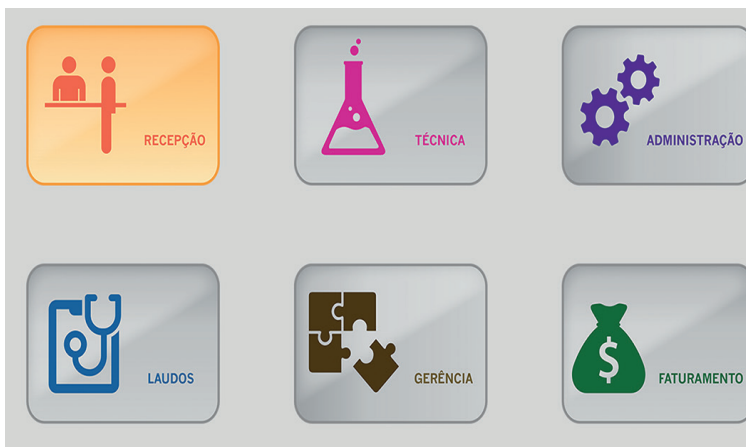 RECEPÇÃO
TÉCNICA
ADMINISTRAÇÃO
LAUDOS
GERÊNCIA
$
FATURAMENTO